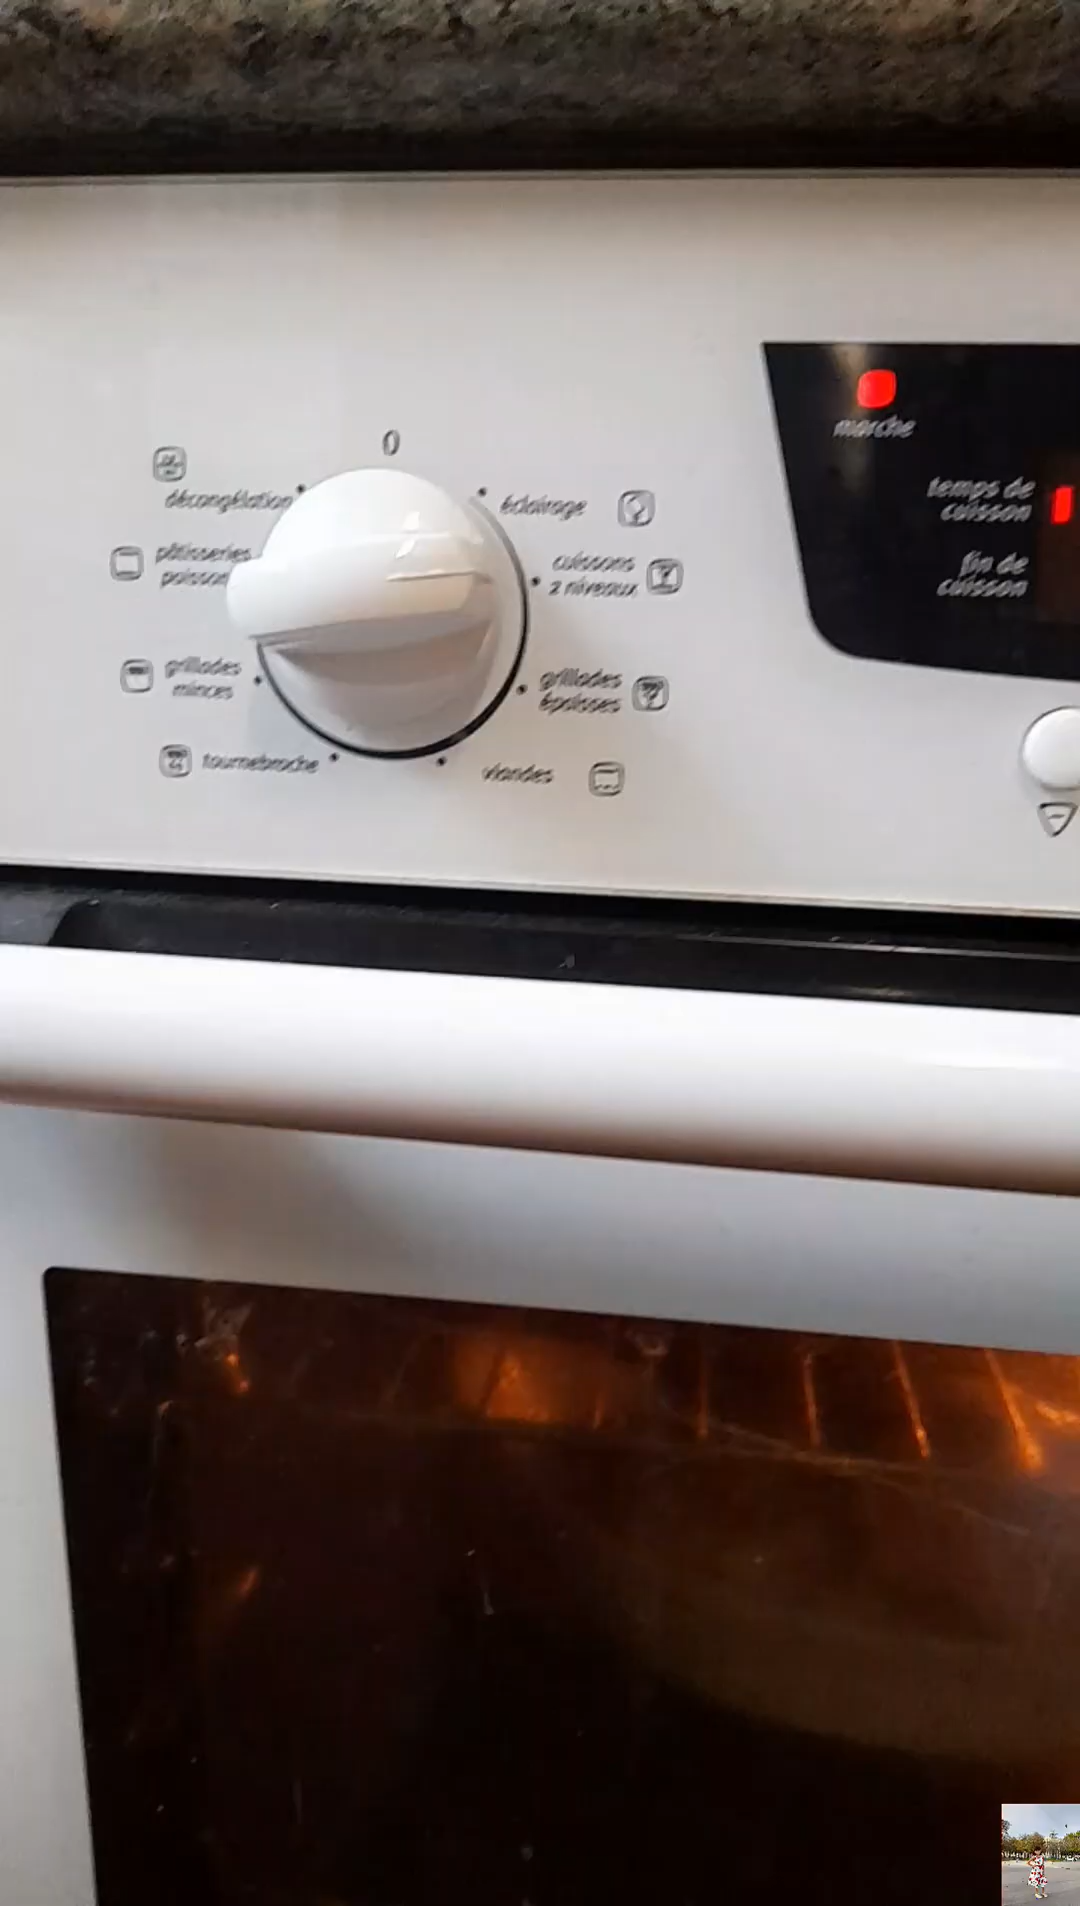 0
décongélation
éclairage
pâtisseries
poissons
cuissons
2 niveaux
grillades
minces
grillades
épaisses
tournebroche
viandes
marche
temps de
cuisson
fin de
cuisson